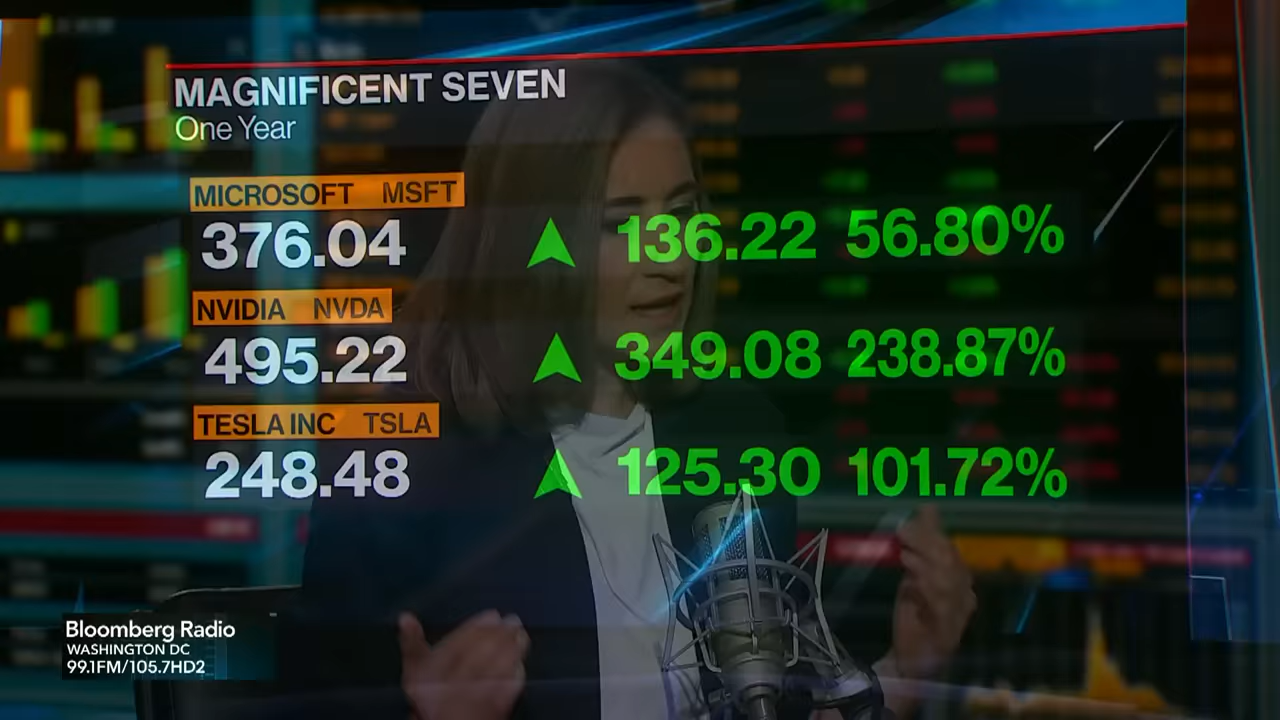 MAGNIFICENT SEVEN
One Year
MICROSOFT MSFT
376.04 ▲ 136.22 56.80%
NVIDIA NVDA
495.22 ▲ 349.08 238.87%
TESLA INC TSLA
248.48 ▲ 125.30 101.72%
Bloomberg Radio
WASHINGTON DC
99.1FM/105.7HD2